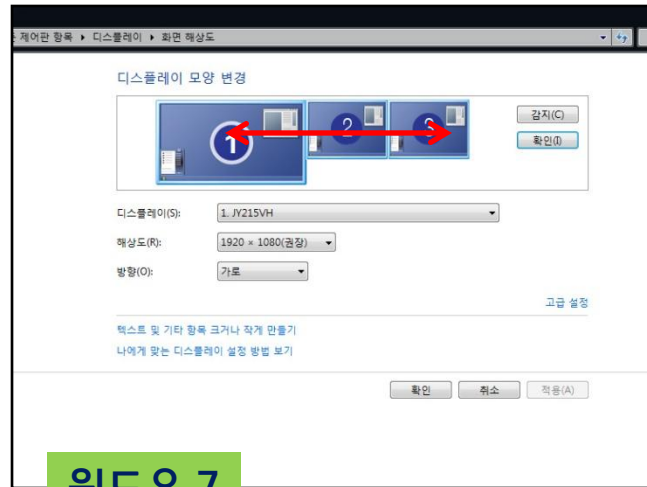 제어판 항목 ▸ 디스플레이 ▸ 화면 해상도
디스플레이 모양 변경
1 2 3
감지(C)
확인(I)
디스플레이(S): 1. JY215VH
해상도(R): 1920 × 1080(권장)
방향(O): 가로
고급 설정
텍스트 및 기타 항목 크거나 작게 만들기
나에게 맞는 디스플레이 설정 방법 보기
확인 취소 적용(A)
윈도우 7